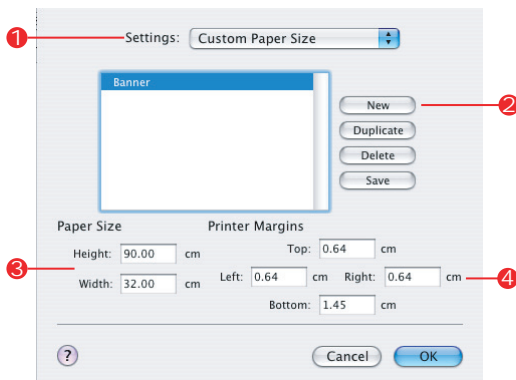 1 Settings: Custom Paper Size
Banner
New 2
Duplicate
Delete
Save
Paper Size Printer Margins
Height: 90.00 cm Top: 0.64 cm
3 Width: 32.00 cm Left: 0.64 cm Right: 0.64 cm 4
Bottom: 1.45 cm
? Cancel OK